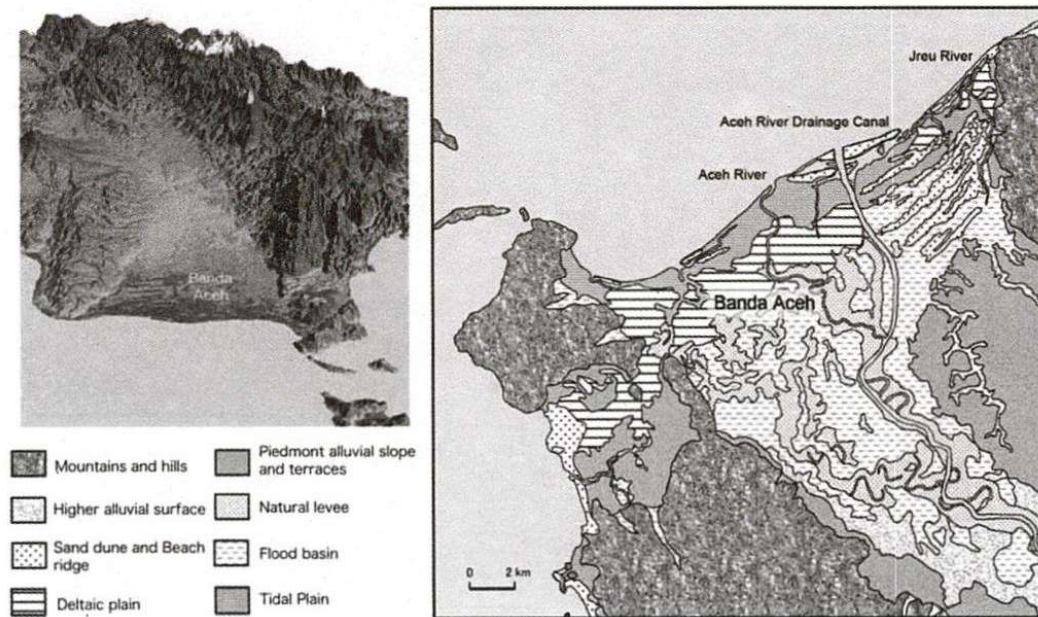 Banda
Aceh
Jreu River
Aceh River Drainage Canal
Aceh River
Banda Aceh
0 2 km
Mountains and hills
Piedmont alluvial slope
and terraces
Higher alluvial surface
Natural levee
Sand dune and Beach
ridge
Flood basin
Deltaic plain
Tidal Plain